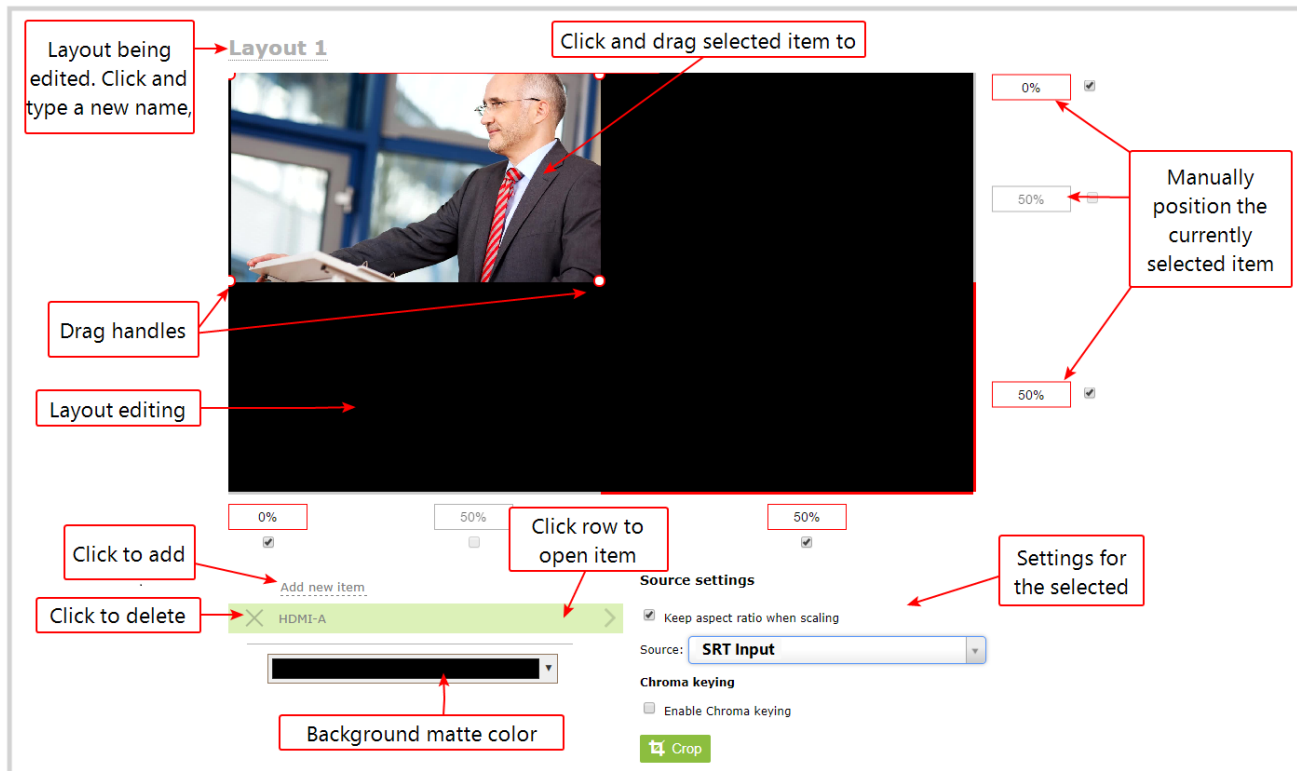 Layout being
edited. Click and
type a new name,
Layout 1
Click and drag selected item to
0%
50%
Manually
position the
currently
selected item
Drag handles
Layout editing
50%
0%
50%
50%
Click row to
open item
Click to add
.
Add new item
Click to delete
HDMI-A
Background matte color
Source settings
Settings for
the selected
Keep aspect ratio when scaling
Source: SRT Input
Chroma keying
Enable Chroma keying
Crop